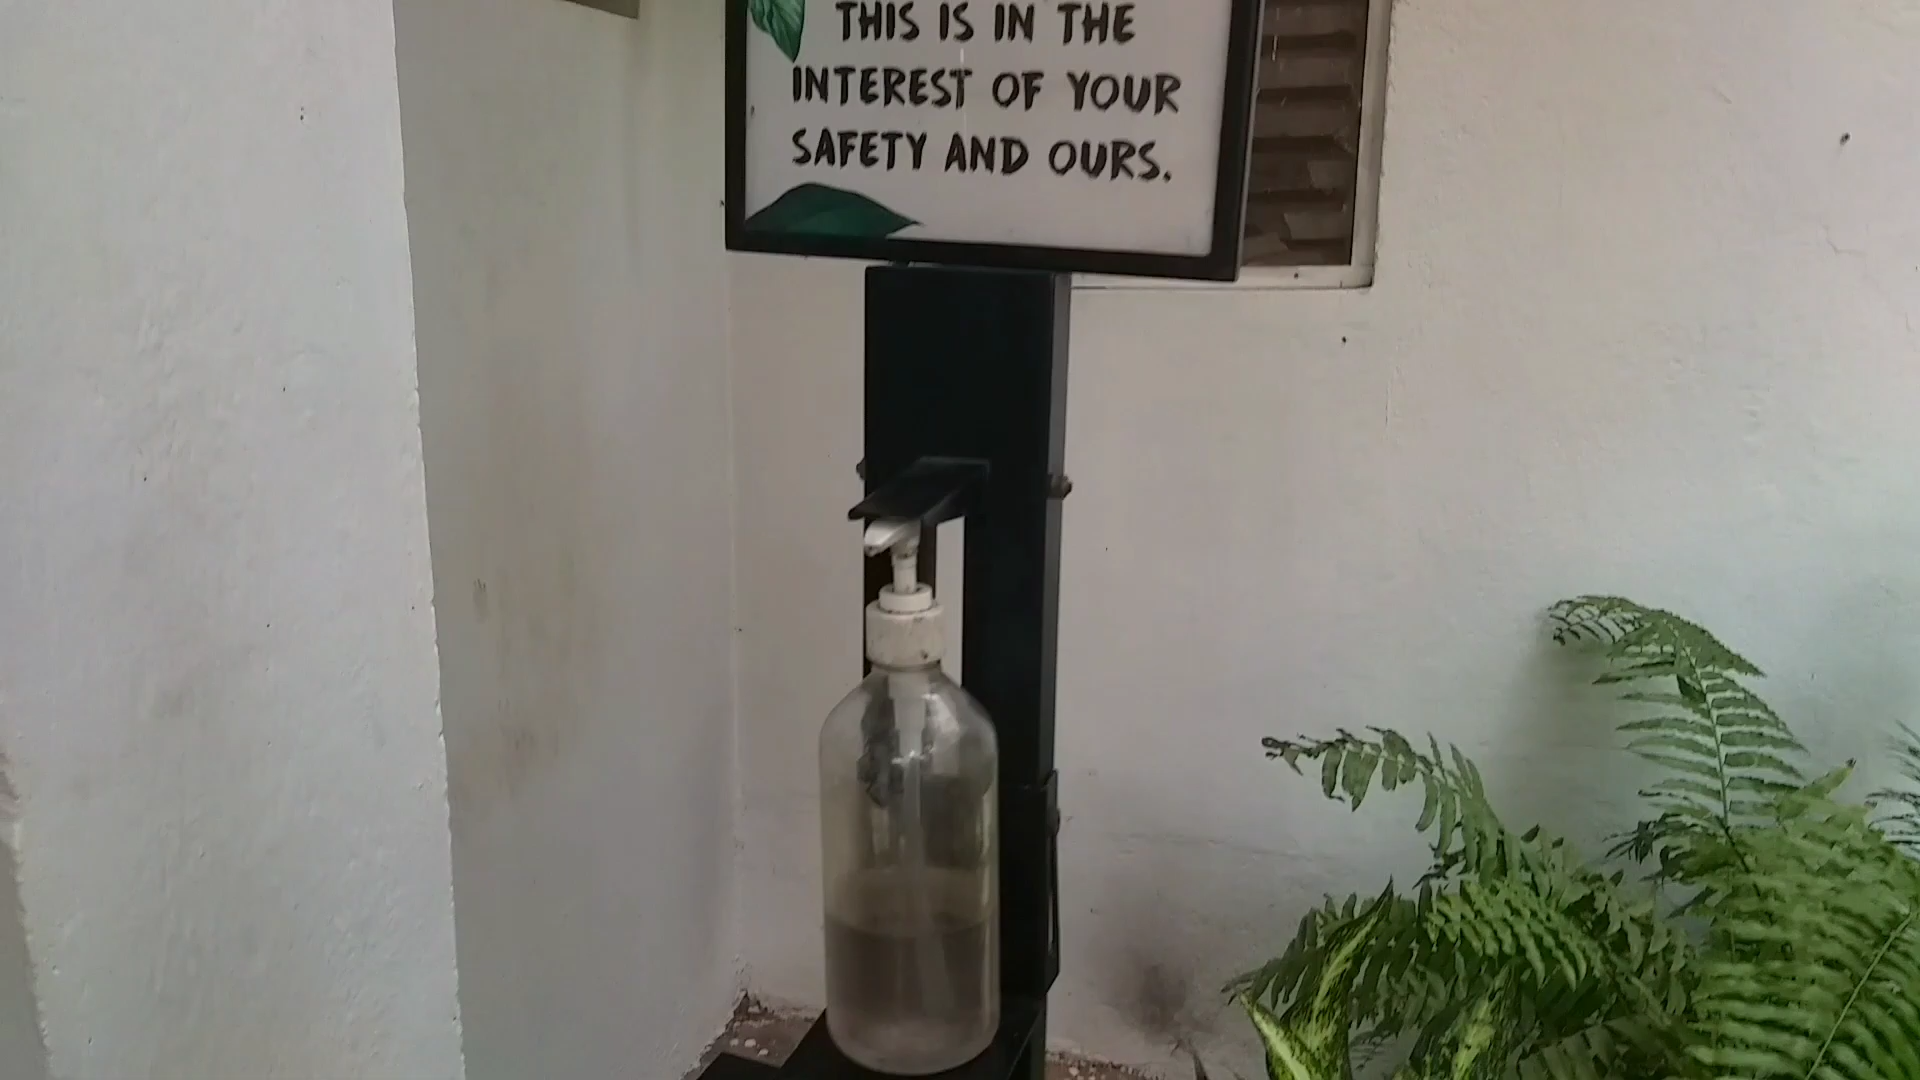 THIS IS IN THE
INTEREST OF YOUR
SAFETY AND OURS.